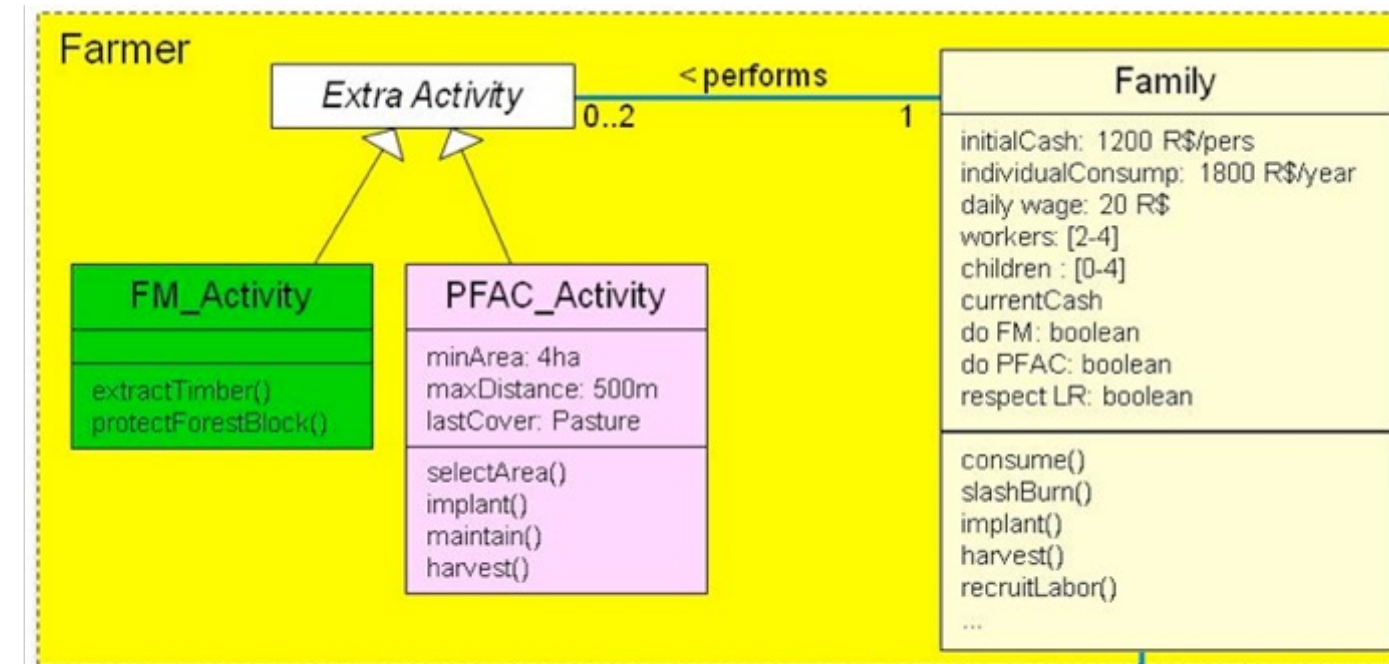 Farmer
Extra Activity
0..2
< performs
1
FM_Activity
extractTimber()
protectForestBlock()
PFAC_Activity
minArea: 4ha
maxDistance: 500m
lastCover: Pasture
selectArea()
implant()
maintain()
harvest()
Family
initialCash: 1200 R$/pers
individualConsump: 1800 R$/year
daily wage: 20 R$
workers: [2-4]
children : [0-4]
currentCash
do FM: boolean
do PFAC: boolean
respect LR: boolean
consume()
slashBurn()
implant()
harvest()
recruitLabor()
...